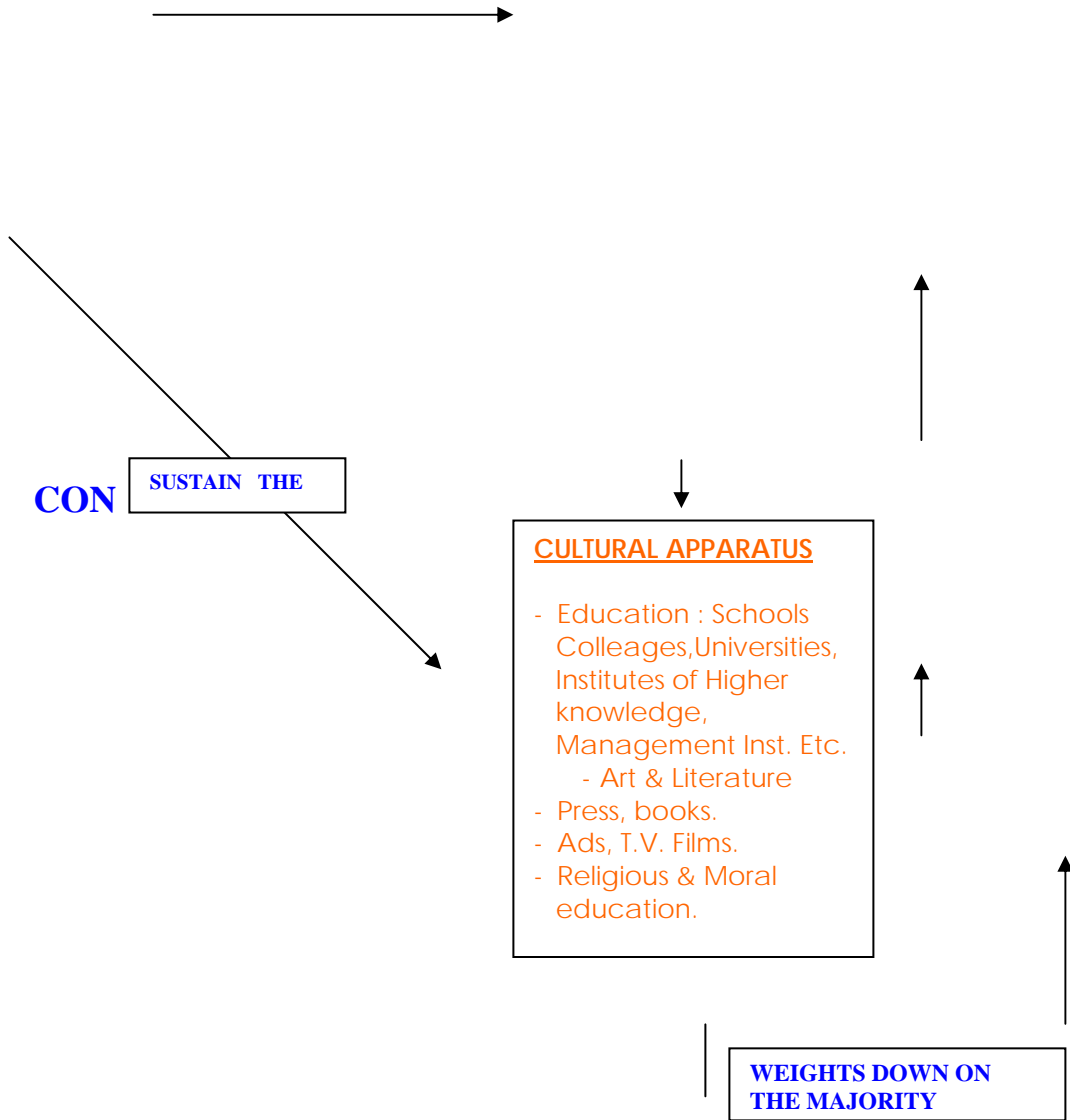 SUSTAIN THE
CON
CULTURAL APPARATUS
- Education : Schools
Colleages,Universities,
Institutes of Higher
knowledge,
Management Inst. Etc.
- Art & Literature
- Press, books.
- Ads, T.V. Films.
- Religious & Moral
education.
WEIGHTS DOWN ON
THE MAJORITY